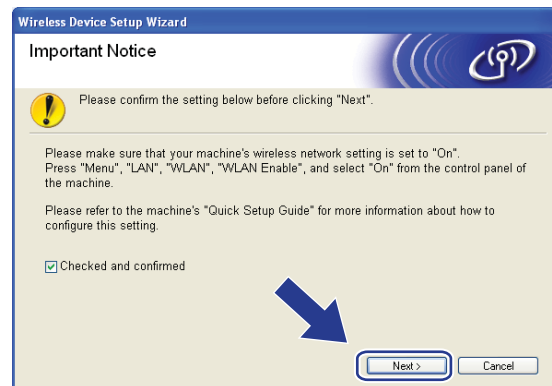 Wireless Device Setup Wizard
Important Notice
Please confirm the setting below before clicking "Next".
Please make sure that your machine's wireless network setting is set to "On".
Press "Menu", "LAN", "WLAN", "WLAN Enable", and select "On" from the control panel of
the machine.
Please refer to the machine's "Quick Setup Guide" for more information about how to
configure this setting.
Checked and confirmed
Next >
Cancel